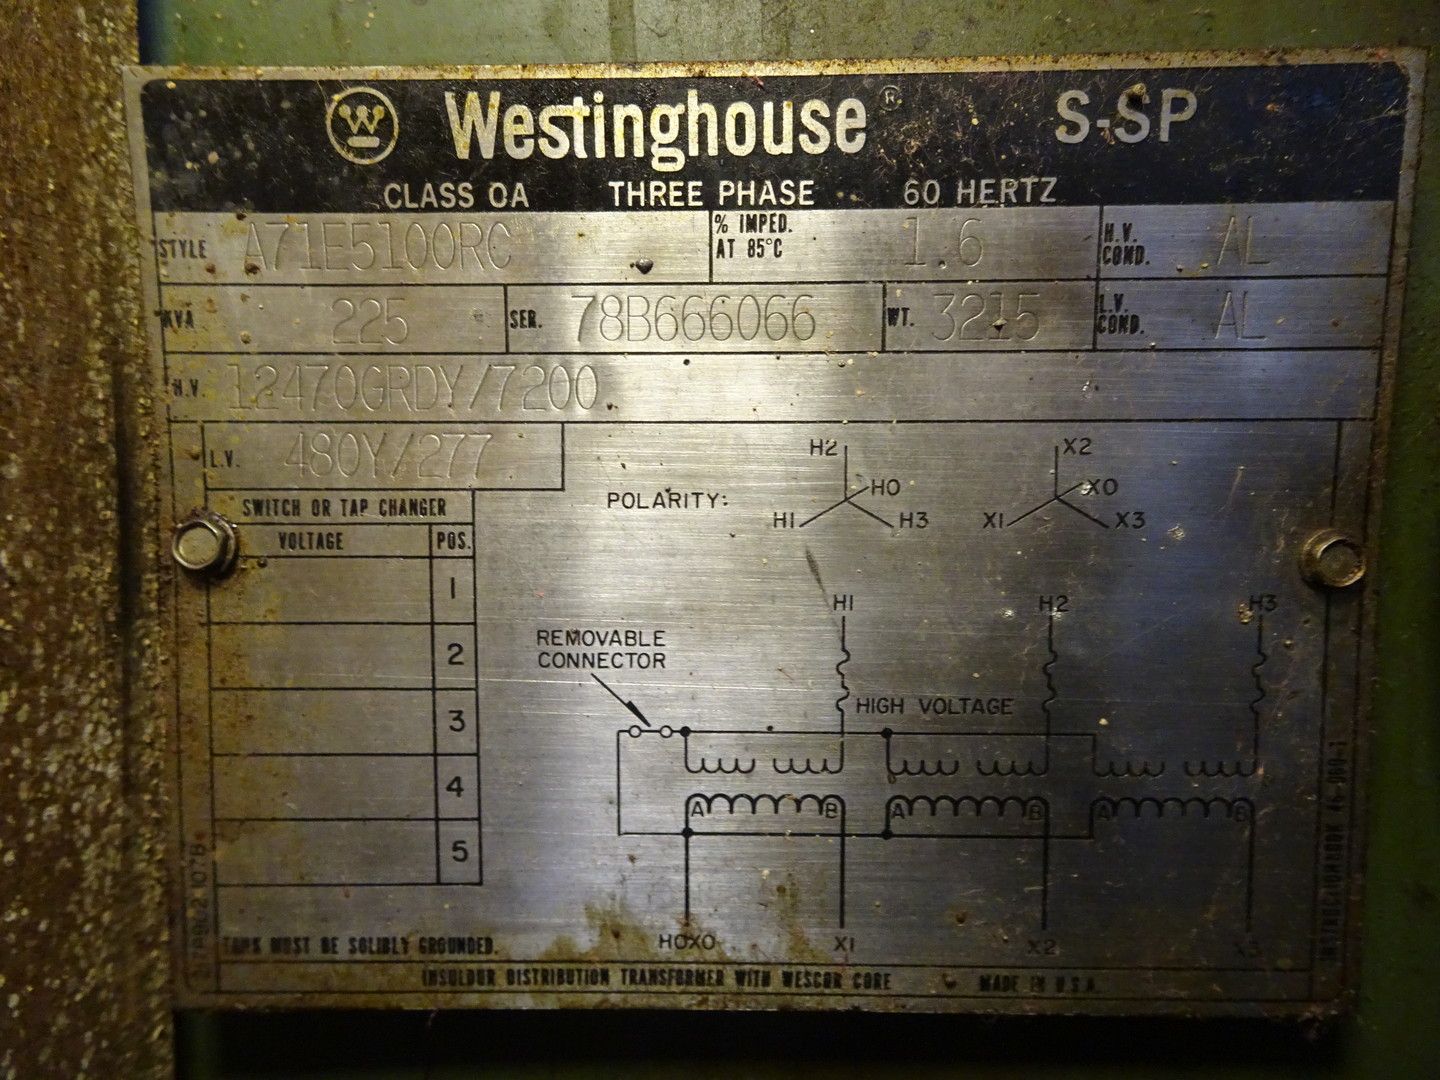 W Westinghouse® S-SP
CLASS OA THREE PHASE 60 HERTZ
STYLE A71E5100RC % IMPED. AT 85°C 1.6 H.V. COND. AL
KVA 225 SER. 78B666066 WT. 3215 L.V. COND. AL
H.V. 12470GRDY/7200
L.V. 480Y/277
SWITCH OR TAP CHANGER
VOLTAGE POS.
1
2
3
4
5
POLARITY:
H2 X2
H0 X0
H1 H3 X1 X3
H1 H2 H3
REMOVABLE
CONNECTOR
HIGH VOLTAGE
A B A B A B
H0X0 X1 X2 X3
TANK MUST BE SOLIDLY GROUNDED.
INSULDUR DISTRIBUTION TRANSFORMER WITH WESCOR CORE MADE IN U.S.A.